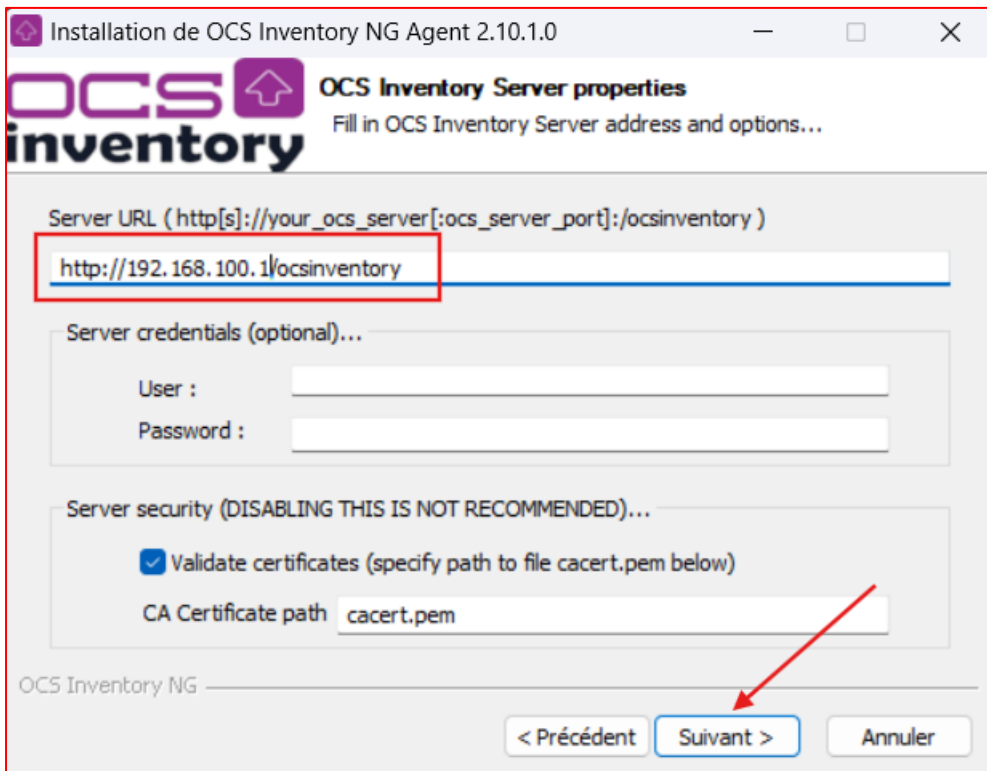 Installation de OCS Inventory NG Agent 2.10.1.0
OCS
inventory
OCS Inventory Server properties
Fill in OCS Inventory Server address and options...
Server URL ( http[s]://your_ocs_server[:ocs_server_port]:/ocsinventory )
http://192.168.100.1/ocsinventory
Server credentials (optional)...
User :
Password :
Server security (DISABLING THIS IS NOT RECOMMENDED)...
Validate certificates (specify path to file cacert.pem below)
CA Certificate path cacert.pem
OCS Inventory NG
< Précédent Suivant > Annuler